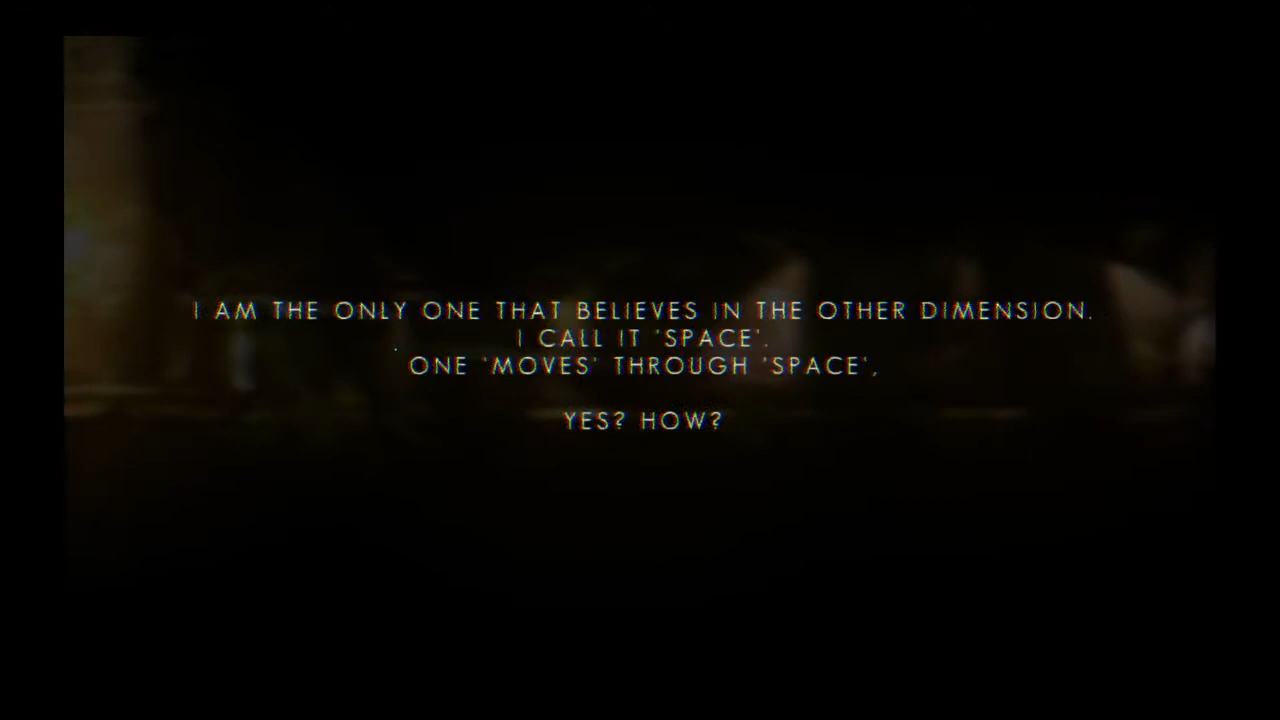 I AM THE ONLY ONE THAT BELIEVES IN THE OTHER DIMENSION.
I CALL IT 'SPACE'.
ONE 'MOVES' THROUGH 'SPACE',
YES? HOW?